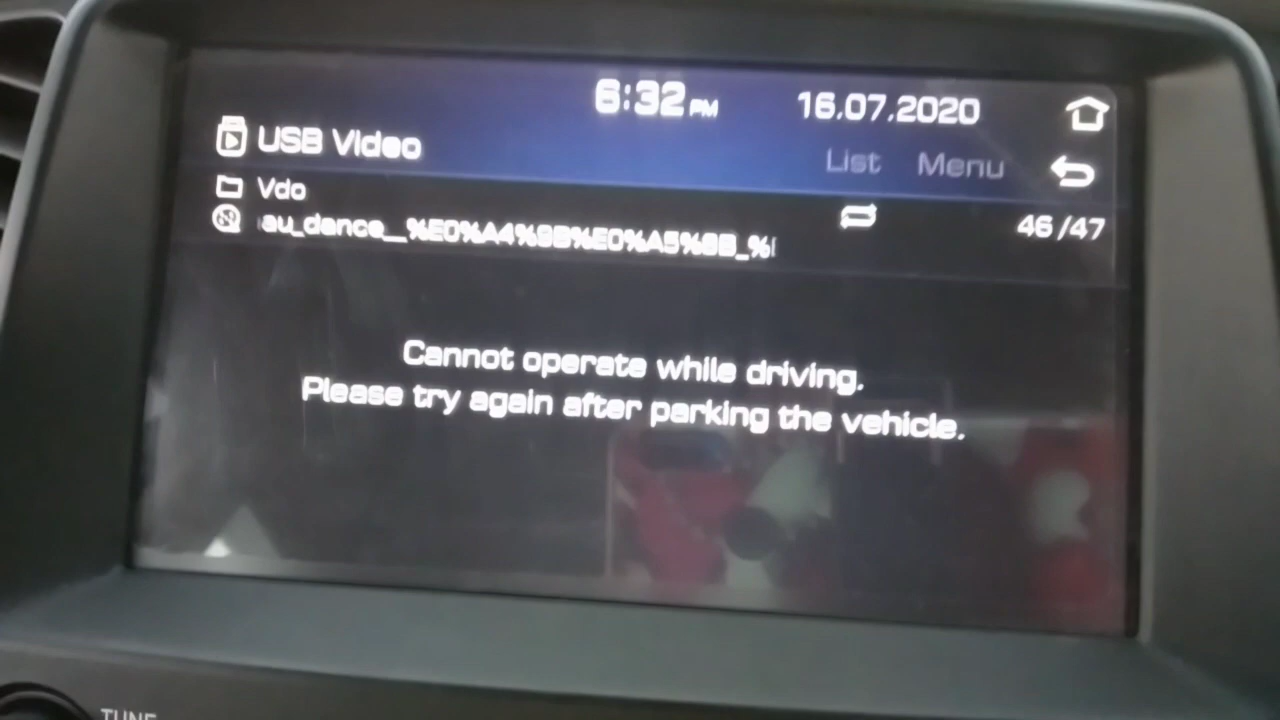 6:32 PM 16.07.2020
USB Video
List Menu
Vdo
au_dance__%E0%A4%9B%E0%A5%8B_%
46/47
Cannot operate while driving.
Please try again after parking the vehicle.
TUNE